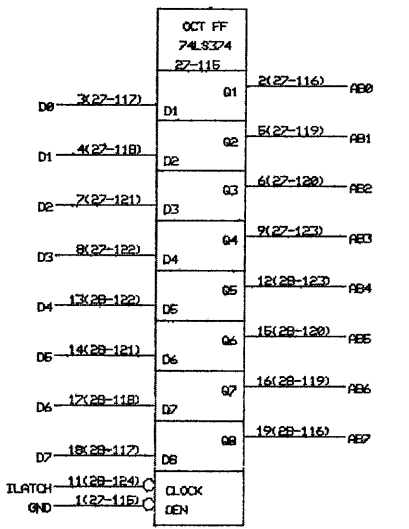 OCT FF
74LS374
27-115
Q1 2(27-116) AB0
D0 3(27-117) D1
Q2 5(27-119) AB1
D1 4(27-118) D2
Q3 6(27-120) AB2
D2 7(27-121) D3
Q4 9(27-123) AB3
D3 8(27-122) D4
Q5 12(28-123) AB4
D4 13(28-122) D5
Q6 15(28-120) AB5
D5 14(28-121) D6
Q7 16(28-119) AB6
D6 17(28-118) D7
Q8 19(28-116) AB7
D7 18(28-117) D8
ILATCH 11(28-124) CLOCK
GND 1(27-115) OEN